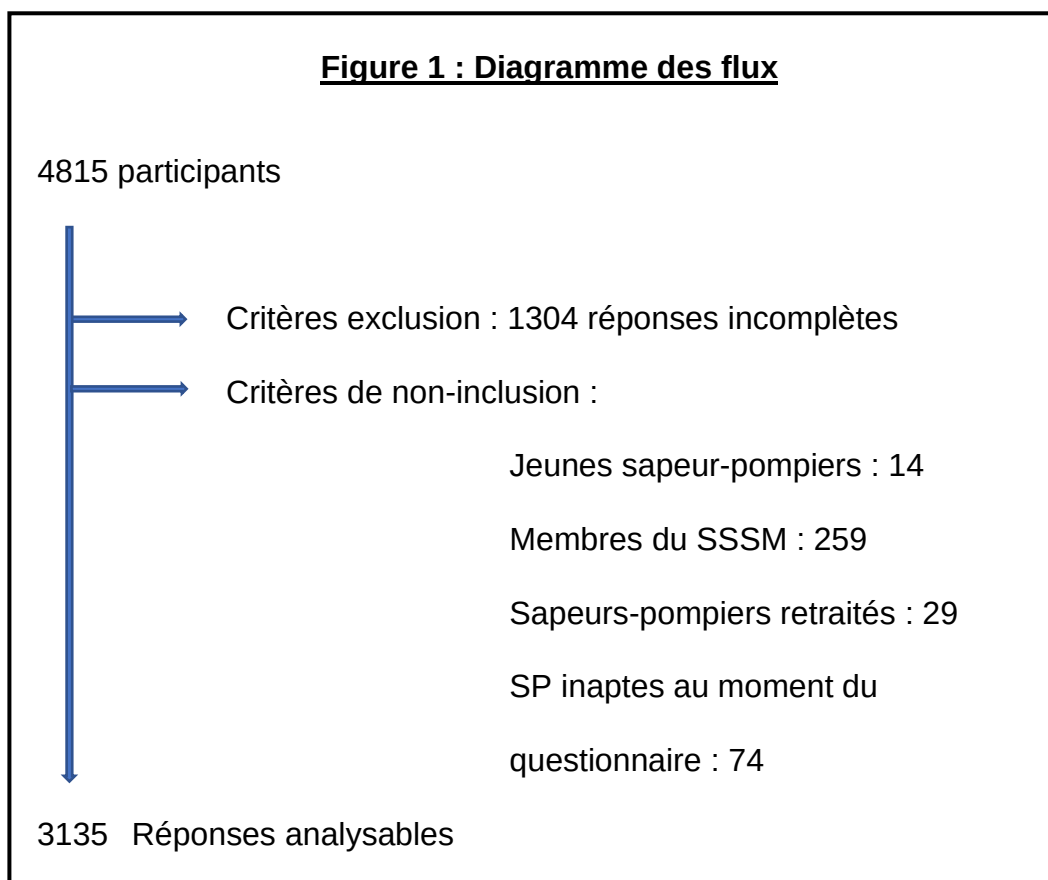 Figure 1 : Diagramme des flux
4815 participants
Critères exclusion : 1304 réponses incomplètes
Critères de non-inclusion :
Jeunes sapeur-pompiers : 14
Membres du SSSM : 259
Sapeurs-pompiers retraités : 29
SP inaptes au moment du
questionnaire : 74
3135 Réponses analysables